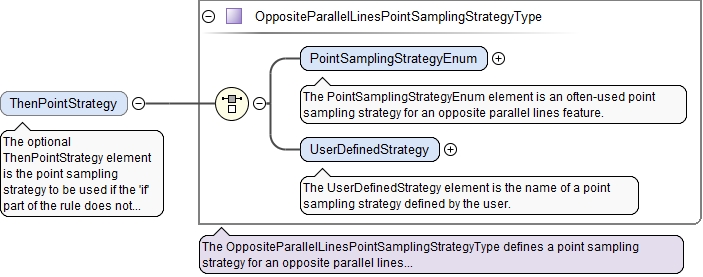 OppositeParallelLinesPointSamplingStrategyType
PointSamplingStrategyEnum
The PointSamplingStrategyEnum element is an often-used point
sampling strategy for an opposite parallel lines feature.
ThenPointStrategy
The optional
ThenPointStrategy element
is the point sampling
strategy to be used if the 'if'
part of the rule does not...
UserDefinedStrategy
The UserDefinedStrategy element is the name of a point
sampling strategy defined by the user.
The OppositeParallelLinesPointSamplingStrategyType defines a point sampling
strategy for an opposite parallel lines...